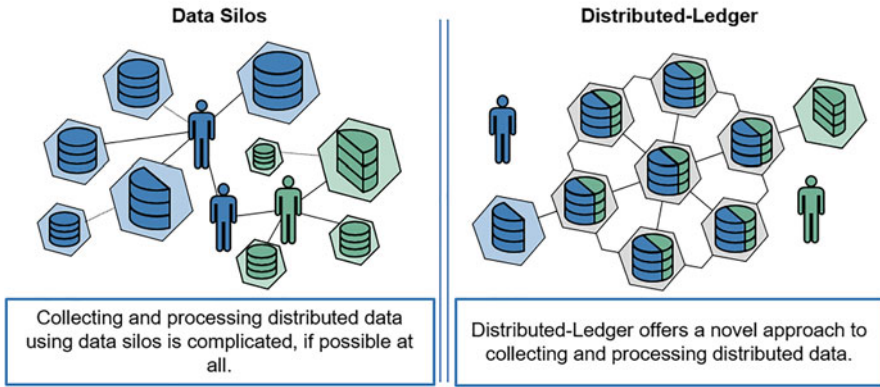 Data Silos
Distributed-Ledger
Collecting and processing distributed data
using data silos is complicated, if possible at
all.
Distributed-Ledger offers a novel approach to
collecting and processing distributed data.